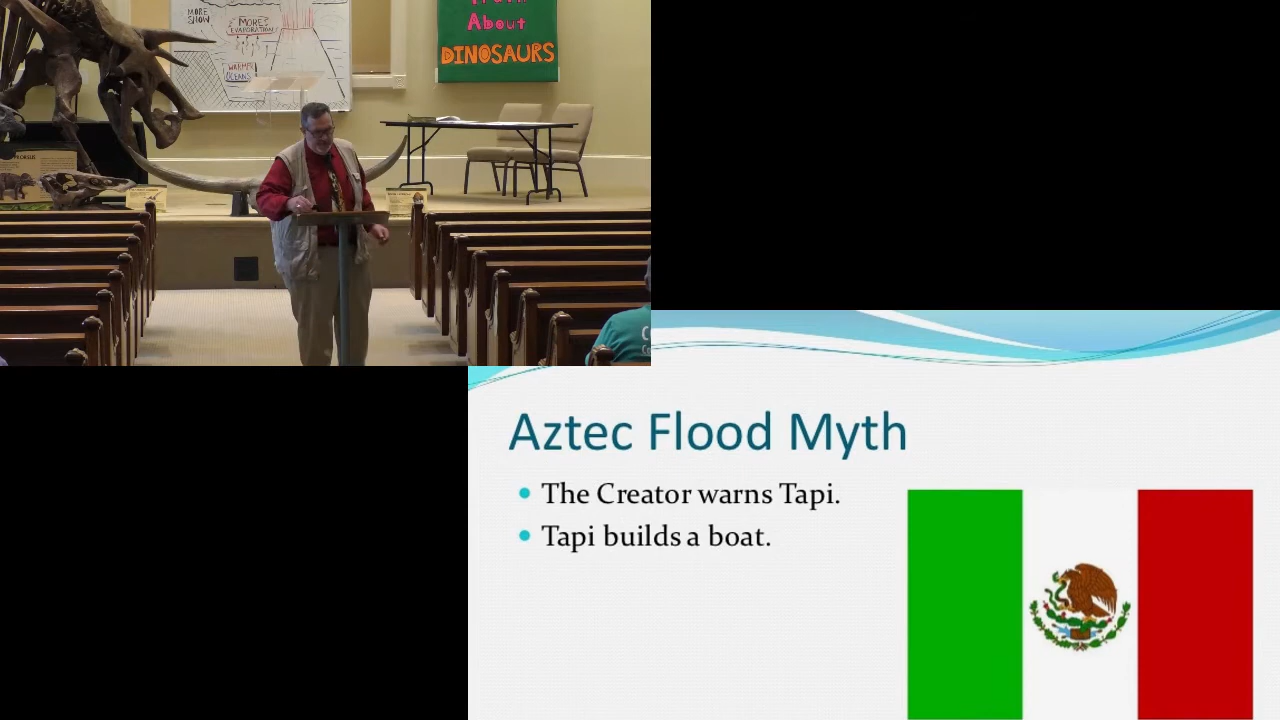 MORE
SNOW
MORE
EVAPORATION
WARMER
OCEANS
About
DINOSAURS
Aztec Flood Myth
The Creator warns Tapi.
Tapi builds a boat.